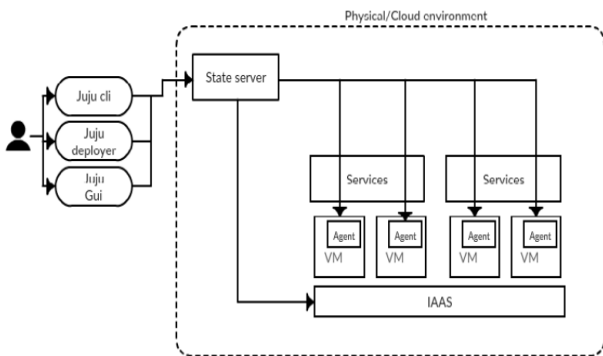 Physical/Cloud environment
State server
Juju cli
Juju
deployer
Juju
Gui
Services
Services
Agent
VM
Agent
VM
Agent
VM
Agent
VM
IAAS